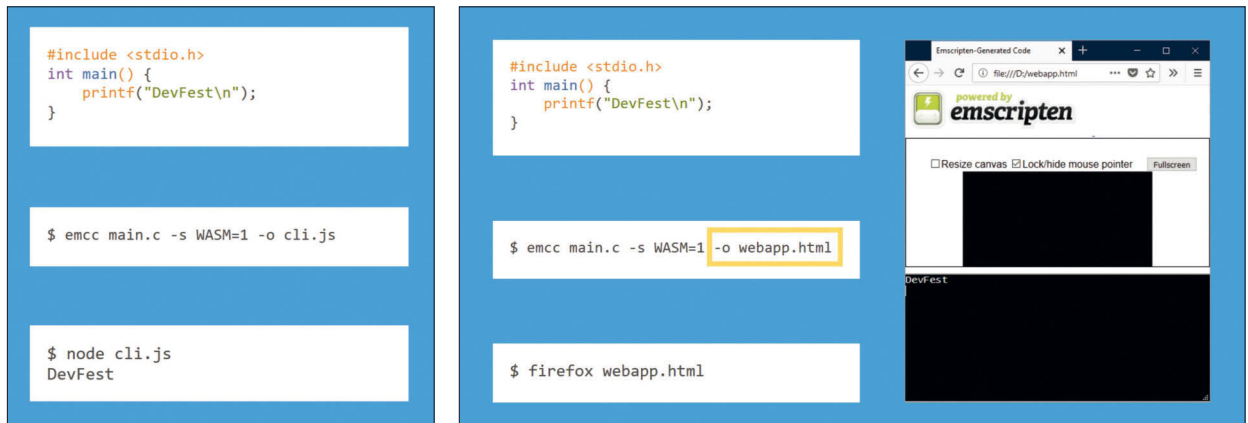 #include <stdio.h>
int main() {
    printf("DevFest\n");
}
$ emcc main.c -s WASM=1 -o cli.js
$ node cli.js
DevFest
#include <stdio.h>
int main() {
    printf("DevFest\n");
}
$ emcc main.c -s WASM=1 -o webapp.html
$ firefox webapp.html
Emscripten-Generated Code
file:///D:/webapp.html
powered by
emscripten
Resize canvas Lock/hide mouse pointer Fullscreen
DevFest